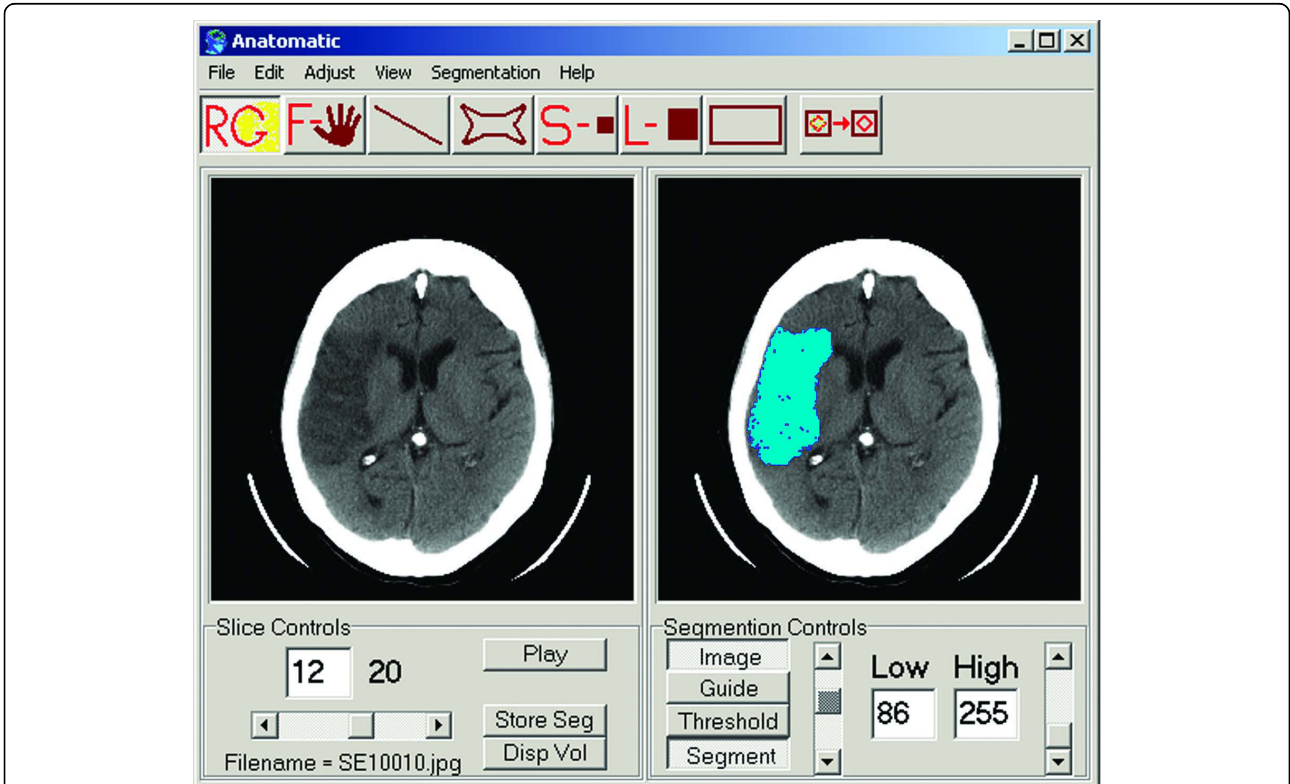 Anatomatic
File Edit Adjust View Segmentation Help
RG F- S- L-
Slice Controls
12 20
Play
Store Seg
Disp Vol
Filename = SE10010.jpg
Seqmention Controls
Image
Guide
Threshold
Segment
Low High
86 255